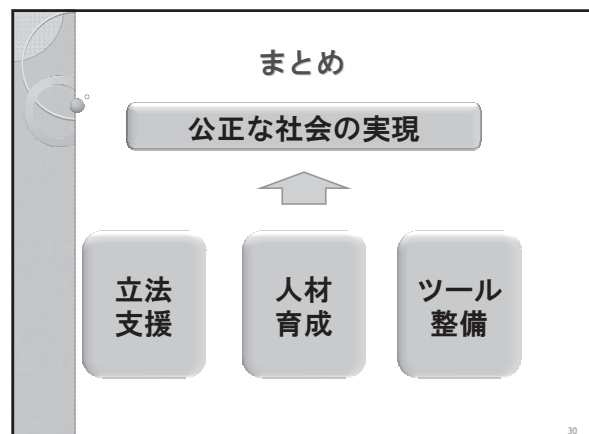 まとめ
公正な社会の実現
立法
支援
人材
育成
ツール
整備
30